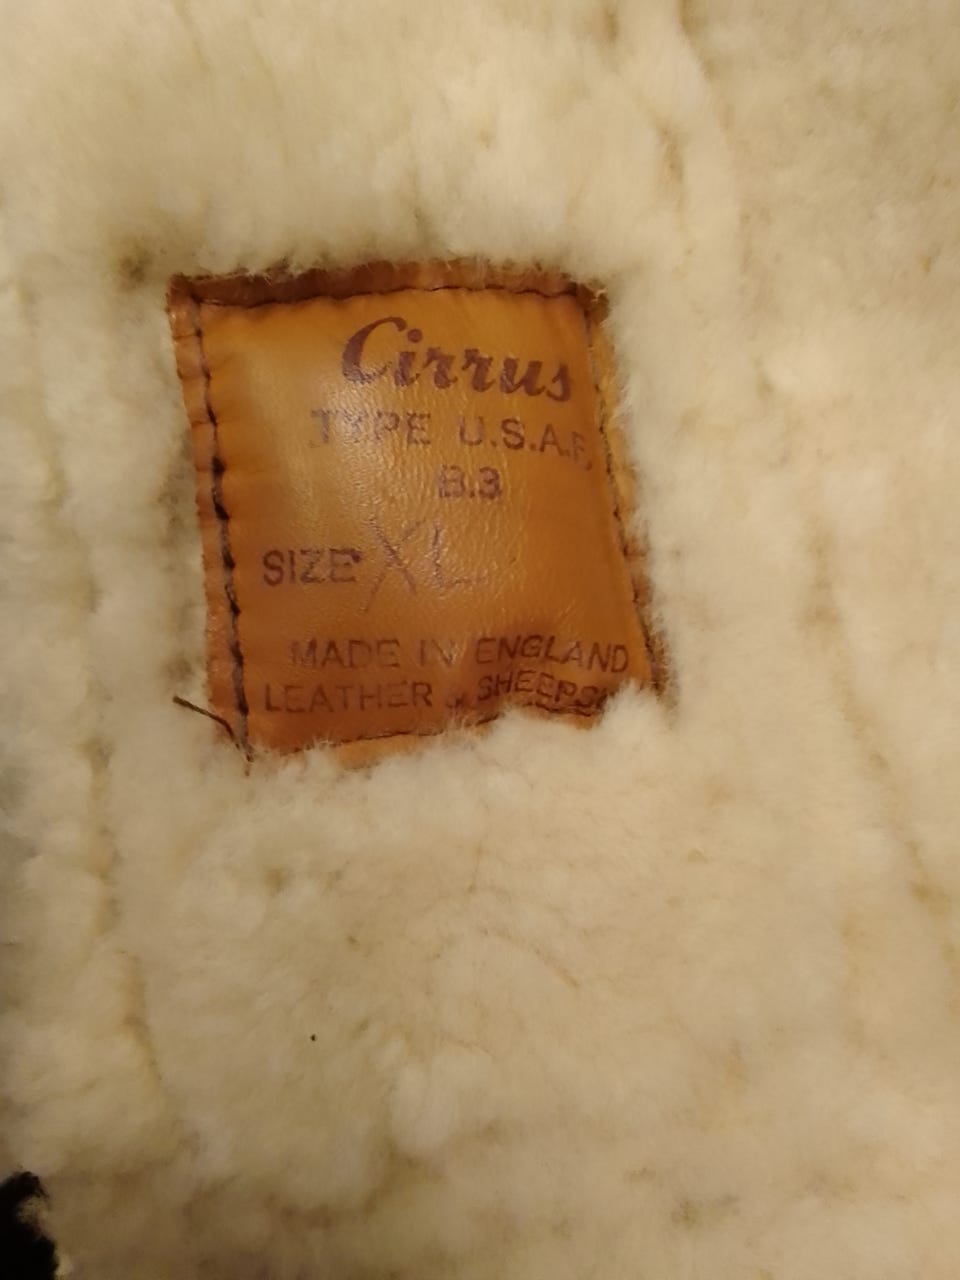 Cirrus
TYPE U.S.A.F.
B.3
SIZE XL
MADE IN ENGLAND
LEATHER &